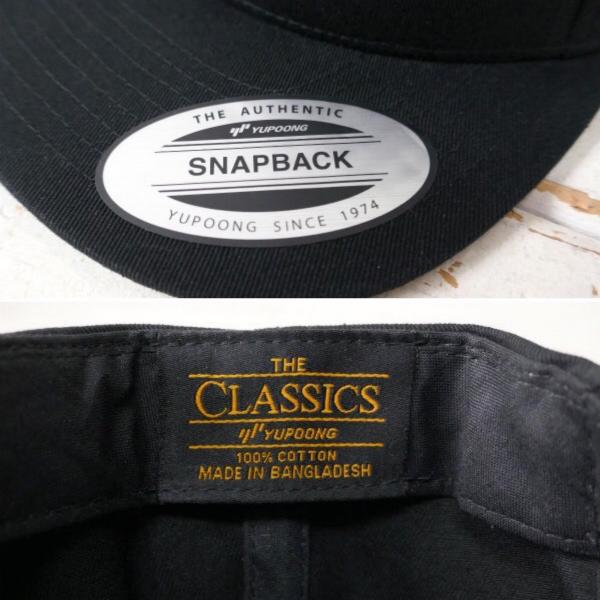 THE AUTHENTIC
YUPOONG
SNAPBACK
YUPOONG SINCE 1974
THE
CLASSICS
YUPOONG
100% COTTON
MADE IN BANGLADESH